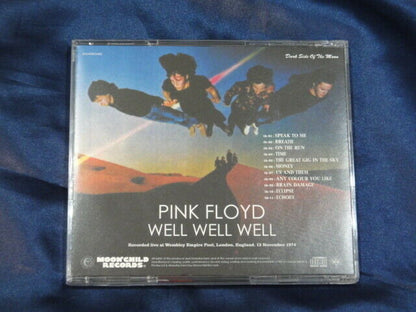 Dark Side Of The Moon
SPEAK TO ME
BREATH
ON THE RUN
TIME
THE GREAT GIG IN THE SKY
MONEY
US AND THEM
ANY COLOUR YOU LIKE
BRAIN DAMAGE
ECLIPSE
ECHOES
PINK FLOYD
WELL WELL WELL
Recorded live at Wembley Empire Pool, London, England. 15 November 1974
MOONCHILD
RECORDS